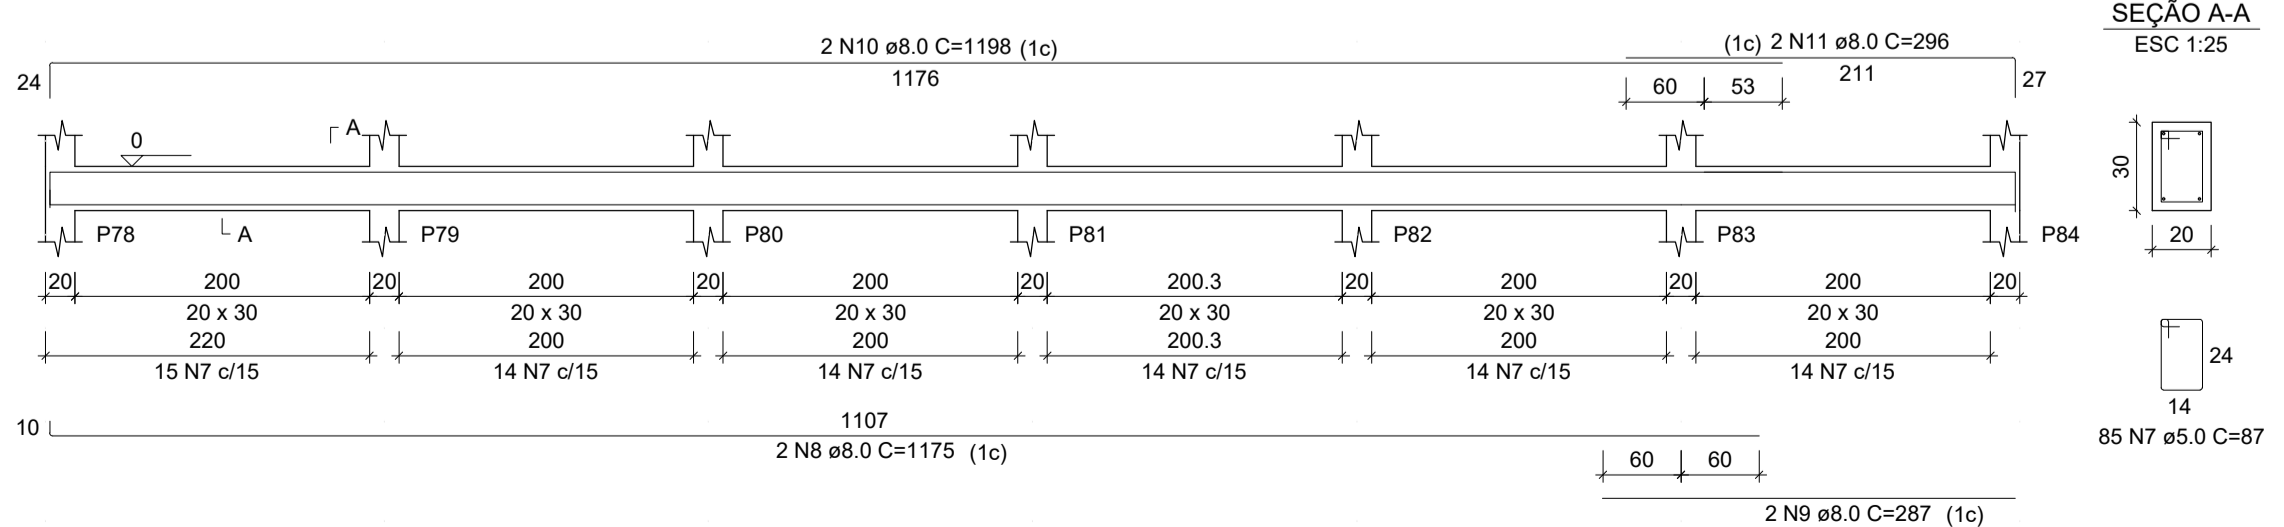 SEÇÃO A-A
ESC 1:25
2 N10 ø8.0 C=1198 (1c)
(1c) 2 N11 ø8.0 C=296
24
1176
211
27
60
53
A
0
30
20
A
P78
P79
P80
P81
P82
P83
P84
20
200
20
200
20
200
20
200.3
20
200
20
200
20
20 x 30
20 x 30
20 x 30
20 x 30
20 x 30
20 x 30
220
200
200
200.3
200
200
15 N7 c/15
14 N7 c/15
14 N7 c/15
14 N7 c/15
14 N7 c/15
14 N7 c/15
24
14
85 N7 ø5.0 C=87
10
1107
2 N8 ø8.0 C=1175 (1c)
60
60
2 N9 ø8.0 C=287 (1c)